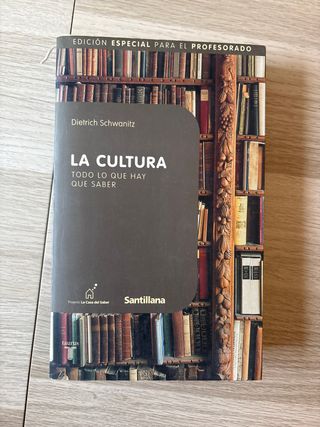 EDICIÓN ESPECIAL PARA EL PROFESORADO
Dietrich Schwanitz
LA CULTURA
TODO LO QUE HAY
QUE SABER
Proyecto La Casa del Saber
Santillana
taurus